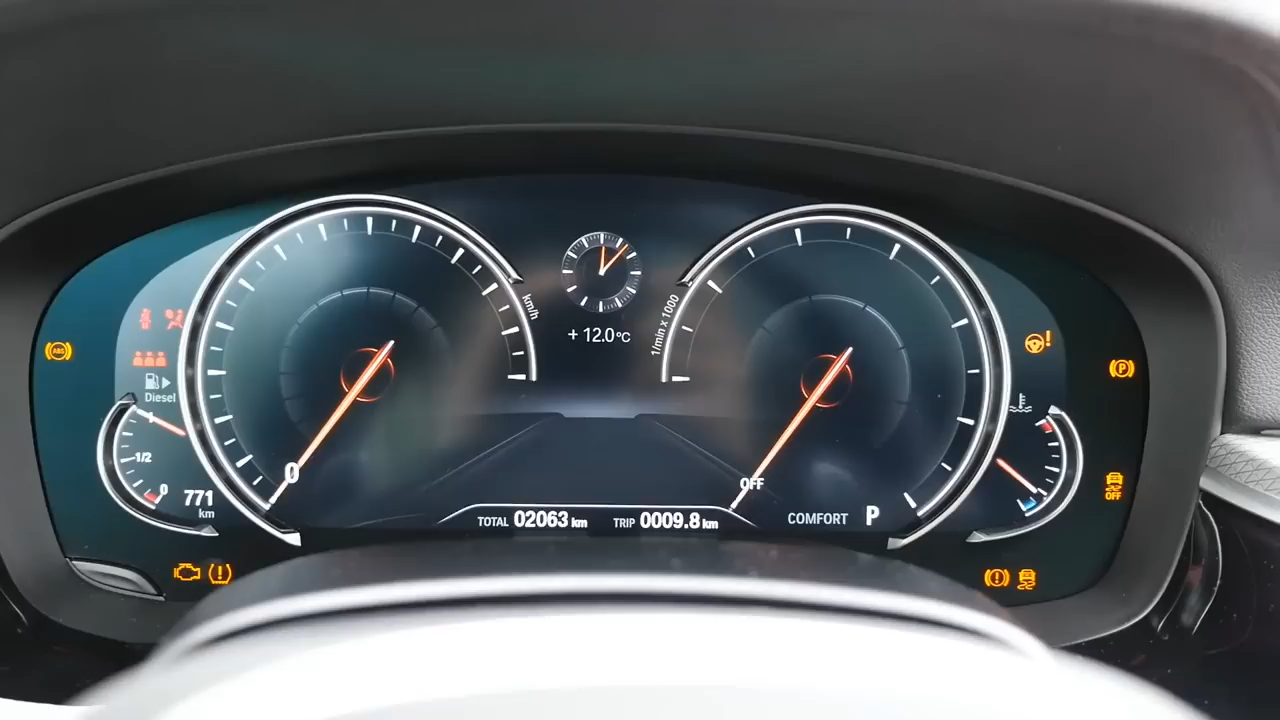 km/h
+ 12.0°C
1/min x 1000
ABS
Diesel
1/2
0
771
km
0
OFF
TOTAL 02063 km
TRIP 0009.8 km
COMFORT P
P
OFF